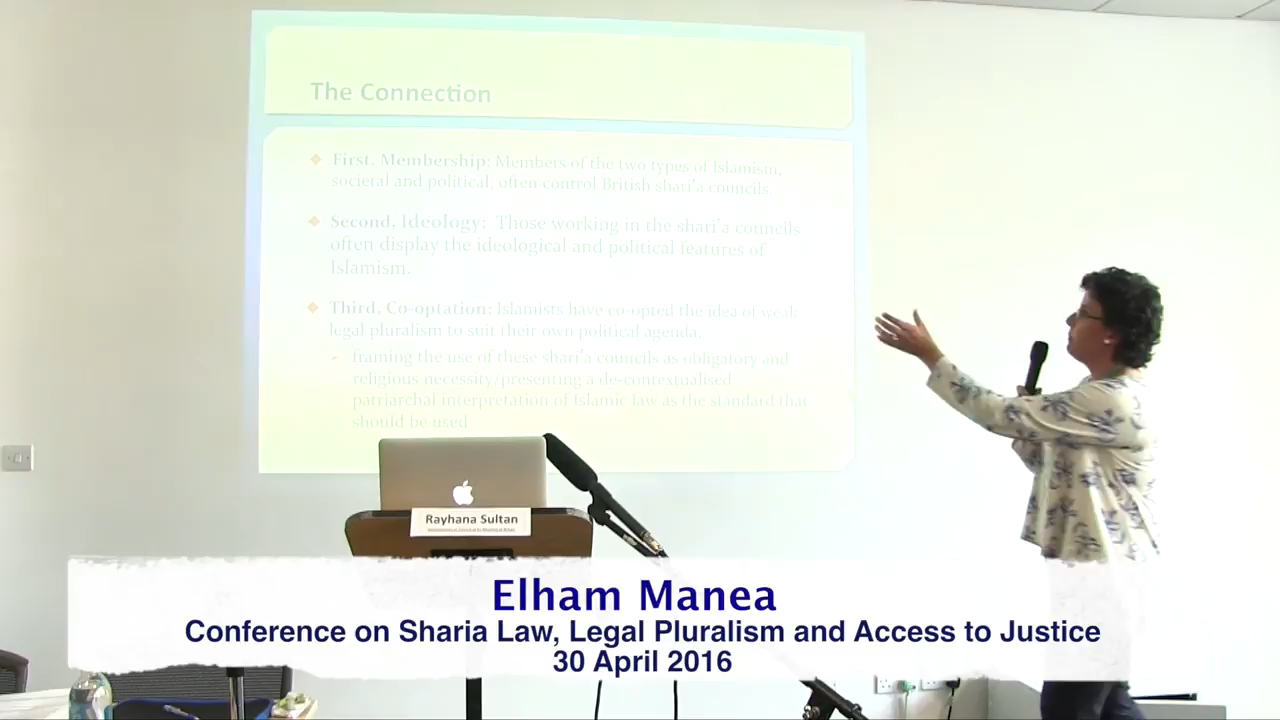 The Connection
First, Membership: Members of the two types of Islamism,
societal and political, often control British shari'a councils.
Second, Ideology: Those working in the shari'a councils
often display the ideological and political features of
Islamism.
Third, Co-optation: Islamists have co-opted the idea of weak
legal pluralism to suit their own political agenda.
- framing the use of these shari'a councils as obligatory and
religious necessity/presenting a de-contextualised
patriarchal interpretation of Islamic law as the standard that
should be used
Rayhana Sultan
Elham Manea
Conference on Sharia Law, Legal Pluralism and Access to Justice
30 April 2016